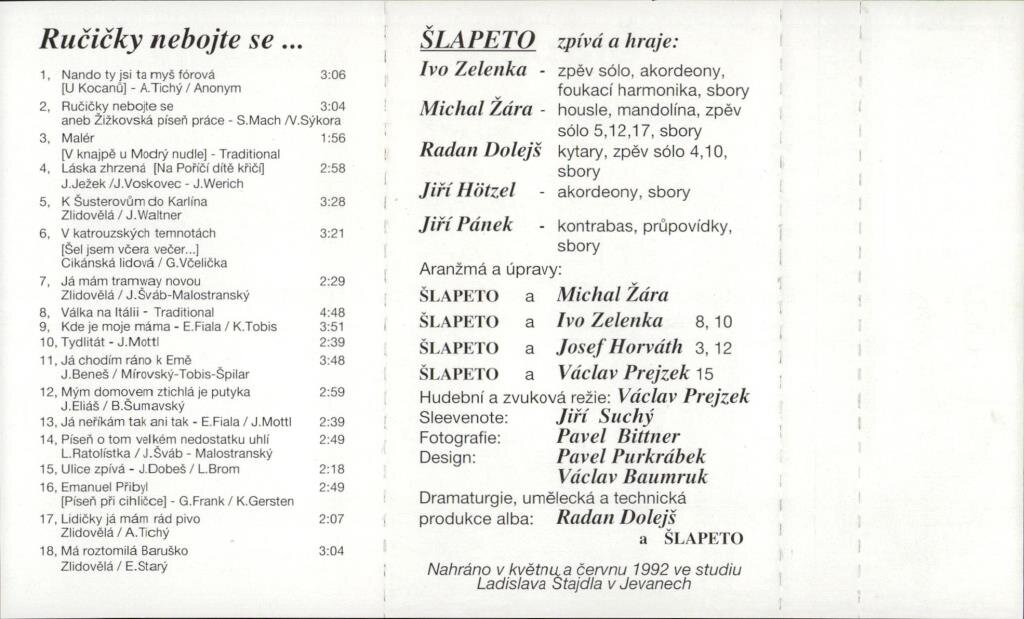 Ručičky nebojte se ...
1, Nando ty jsi ta myš fórová 3:06
[U Kocanů] - A.Tichý / Anonym
2, Ručičky nebojte se 3:04
aneb Žižkovská píseň práce - S.Mach /V.Sýkora
3, Malér 1:56
[V knajpě u Modrý nudle] - Traditional
4, Láska zhrzená [Na Poříčí dítě křičí] 2:58
J.Ježek /J.Voskovec - J.Werich
5, K Šusterovům do Karlína 3:28
Zlidovělá / J.Waltner
6, V katrouzských temnotách 3:21
[Šel jsem včera večer...]
Cikánská lidová / G.Včelička
7, Já mám tramway novou 2:29
Zlidovělá / J.Šváb-Malostranský
8, Válka na Itálii - Traditional 4:48
9, Kde je moje máma - E.Fiala / K.Tobis 3:51
10, Tydlitát - J.Mottl 2:39
11, Já chodím ráno k Emě 3:48
J.Beneš / Mírovský-Tobis-Špilar
12, Mým domovem ztichlá je putyka 2:59
J.Eliáš / B.Šumavský
13, Já neříkám tak ani tak - E.Fiala / J.Mottl 2:39
14, Píseň o tom velkém nedostatku uhlí 2:49
L.Ratolístka / J.Šváb - Malostranský
15, Ulice zpívá - J.Dobeš / L.Brom 2:18
16, Emanuel Přibyl 2:49
[Píseň při cihličce] - G.Frank / K.Gersten
17, Lidičky já mám rád pivo 2:07
Zlidovělá / A.Tichý
18, Má roztomilá Baruško 3:04
Zlidovělá / E.Starý
ŠLAPETO zpívá a hraje:
Ivo Zelenka - zpěv sólo, akordeony,
foukací harmonika, sbory
Michal Žára - housle, mandolína, zpěv
sólo 5,12,17, sbory
Radan Dolejš kytary, zpěv sólo 4,10,
sbory
Jiří Hötzel - akordeony, sbory
Jiří Pánek - kontrabas, průpovídky,
sbory
Aranžmá a úpravy:
ŠLAPETO a Michal Žára
ŠLAPETO a Ivo Zelenka 8, 10
ŠLAPETO a Josef Horváth 3, 12
ŠLAPETO a Václav Prejzek 15
Hudební a zvuková režie: Václav Prejzek
Sleevenote: Jiří Suchý
Fotografie: Pavel Bittner
Design: Pavel Purkrábek
Václav Baumruk
Dramaturgie, umělecká a technická
produkce alba: Radan Dolejš
a ŠLAPETO
Nahráno v květnu a červnu 1992 ve studiu
Ladislava Štajdla v Jevanech